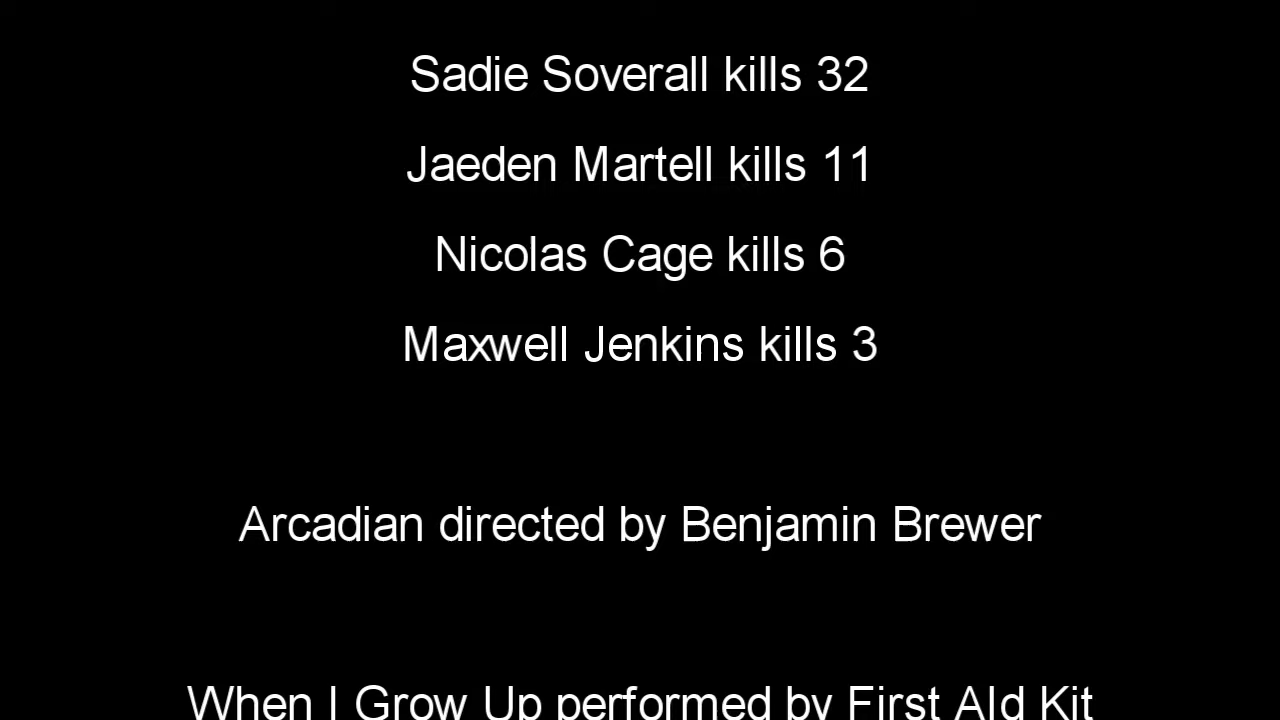 Sadie Soverall kills 32
Jaeden Martell kills 11
Nicolas Cage kills 6
Maxwell Jenkins kills 3
Arcadian directed by Benjamin Brewer
When I Grow Up performed by First AId Kit